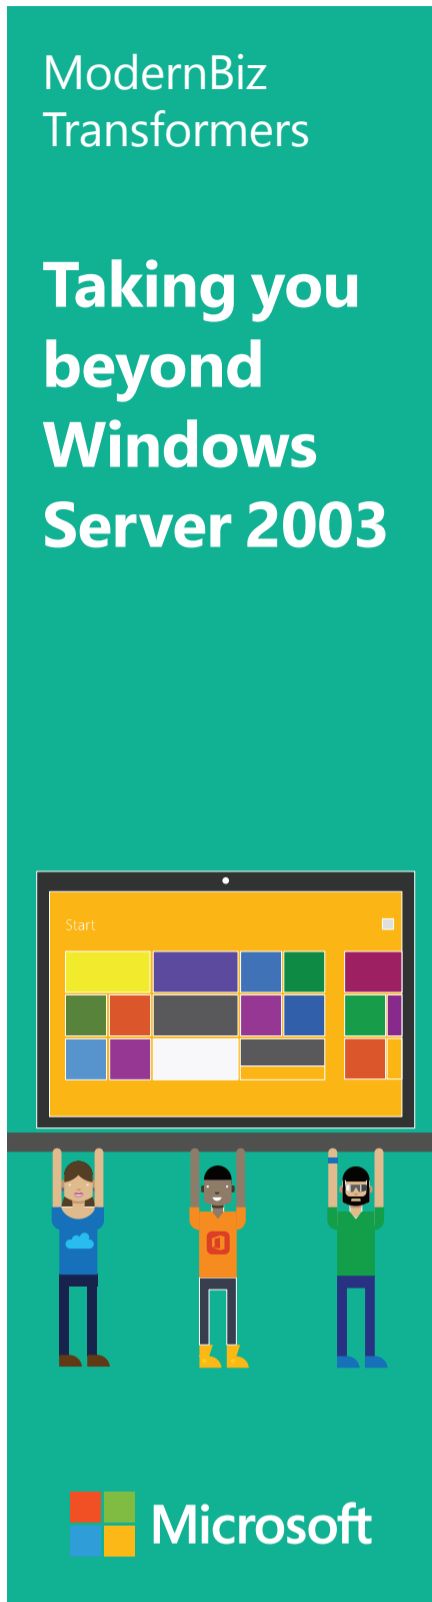 ModernBiz
Transformers
Taking you
beyond
Windows
Server 2003
Start
Microsoft